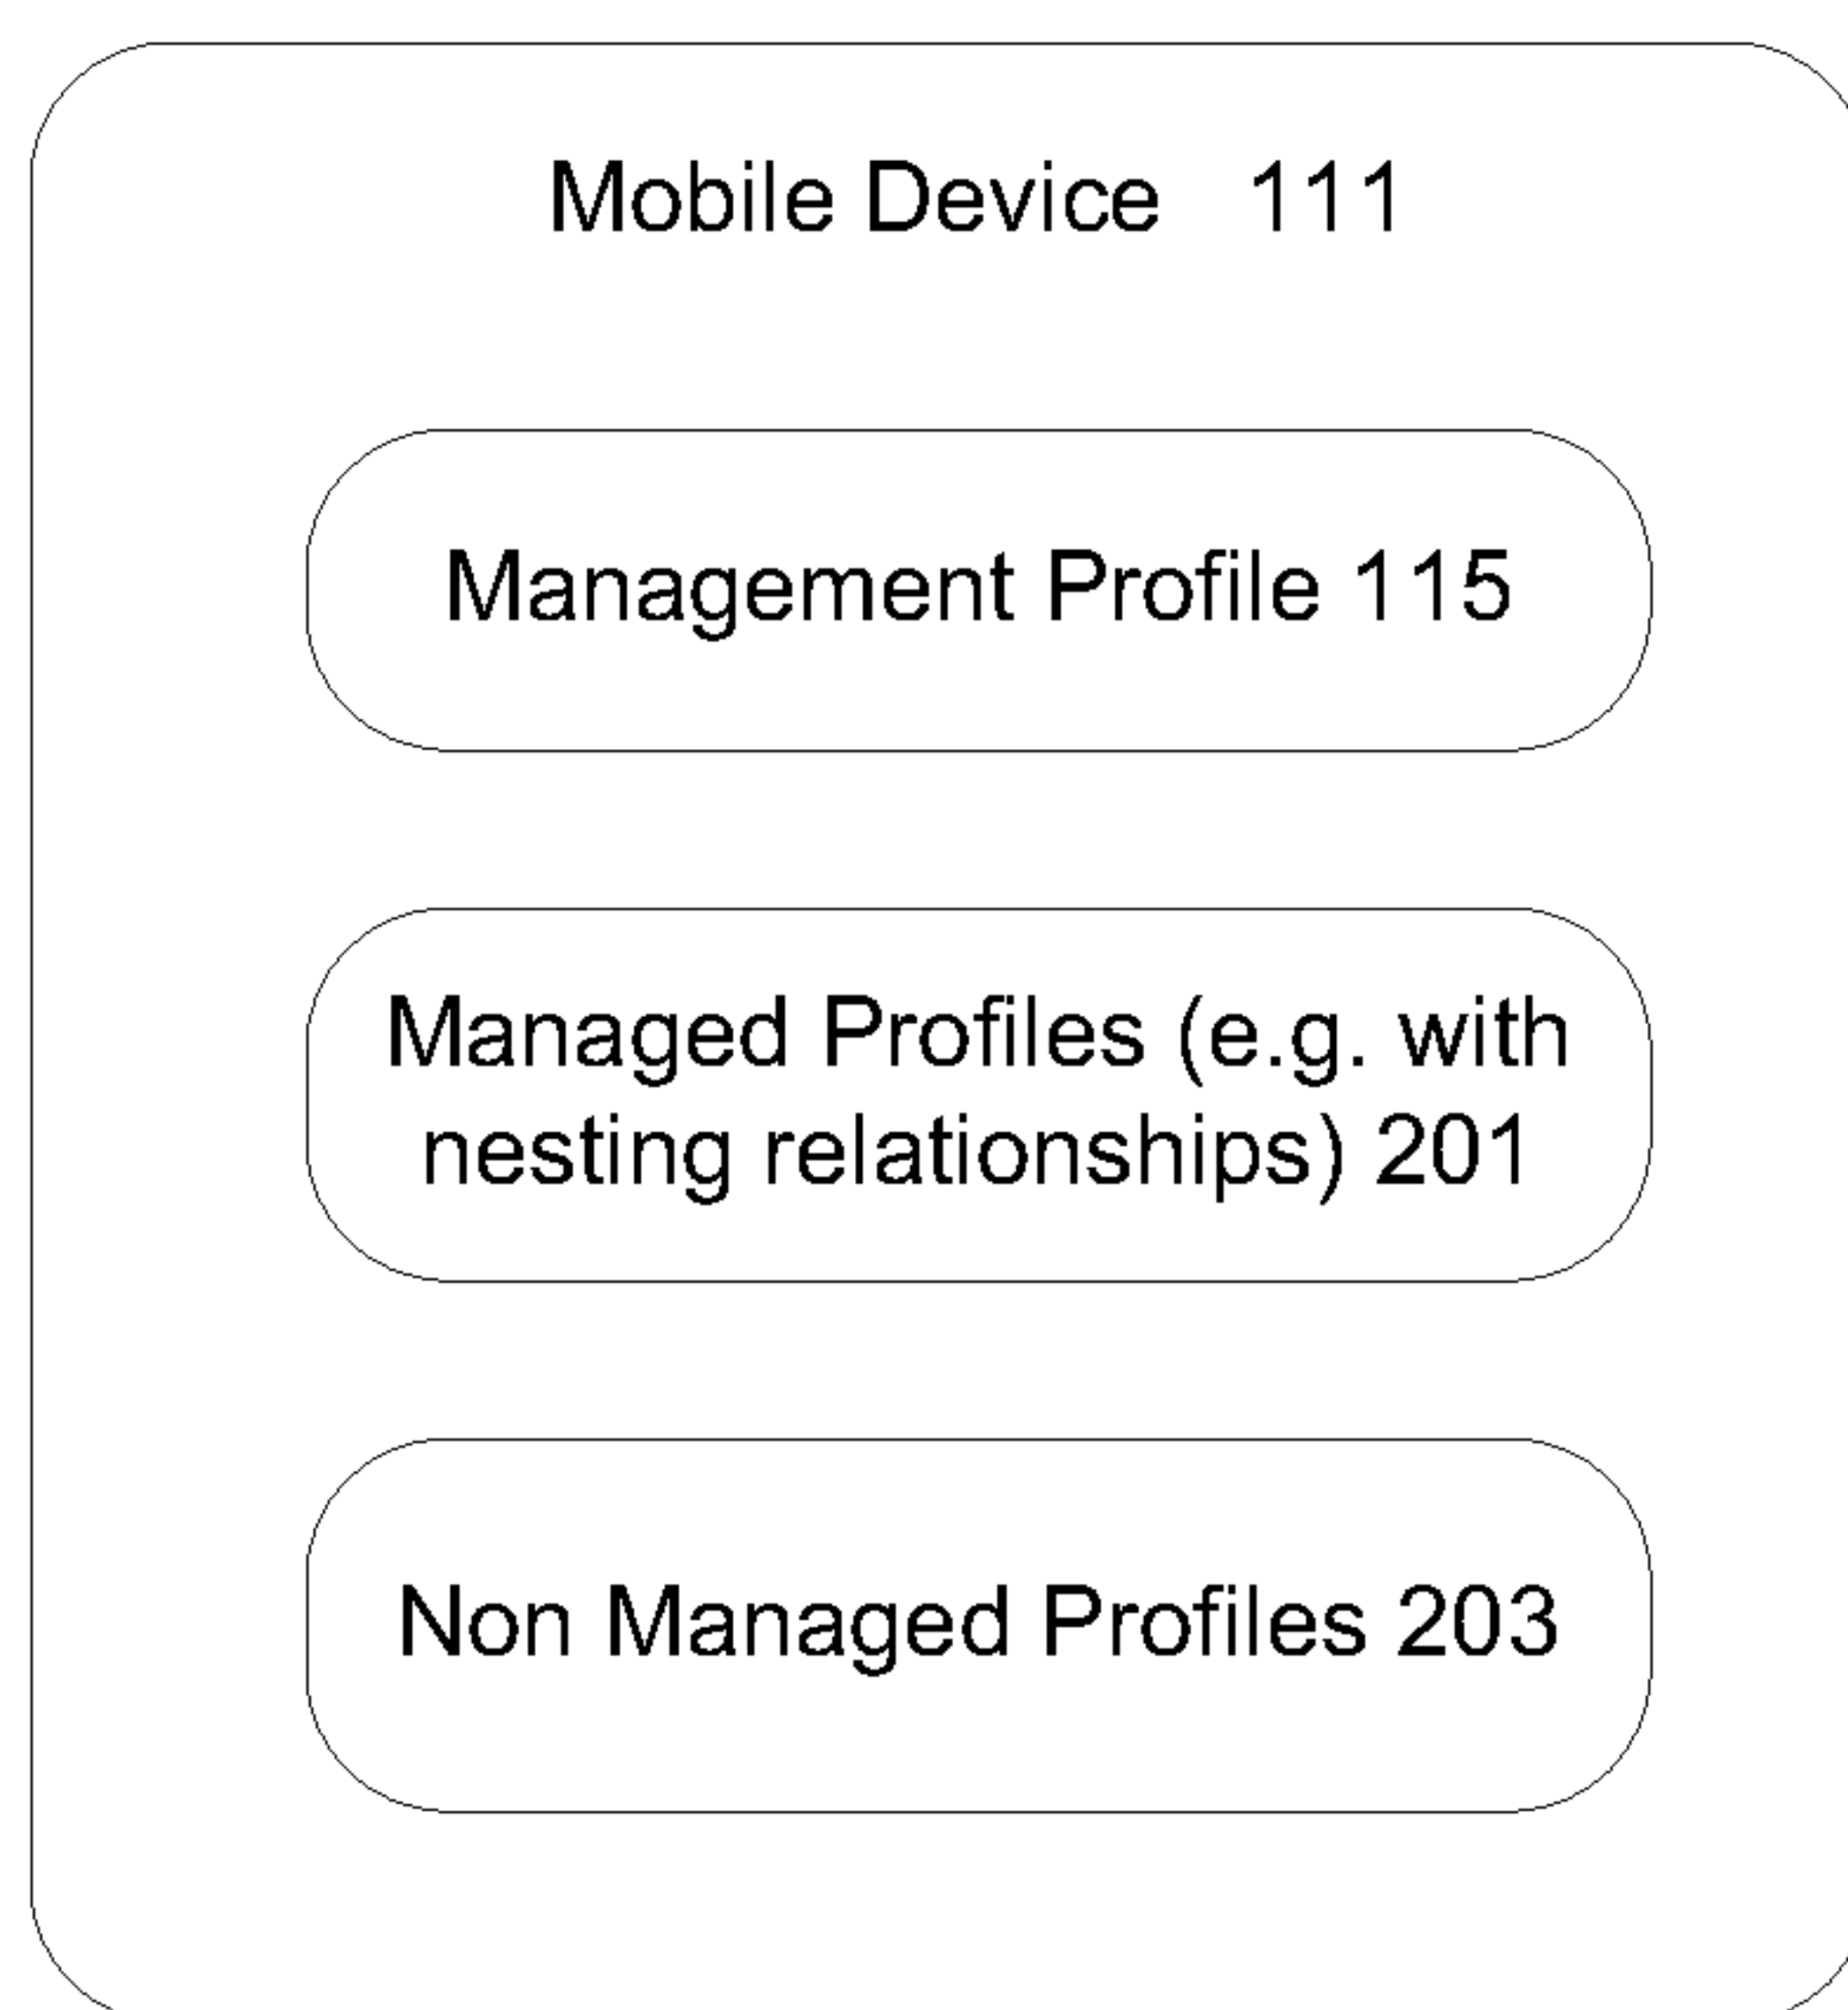 Mobile Device 111
Management Profile 115
Managed Profiles (e.g. with
nesting relationships) 201
Non Managed Profiles 203